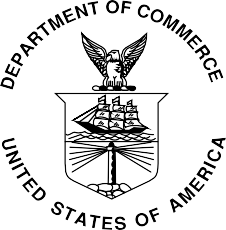 DEPARTMENT OF COMMERCE
UNITED STATES OF AMERICA